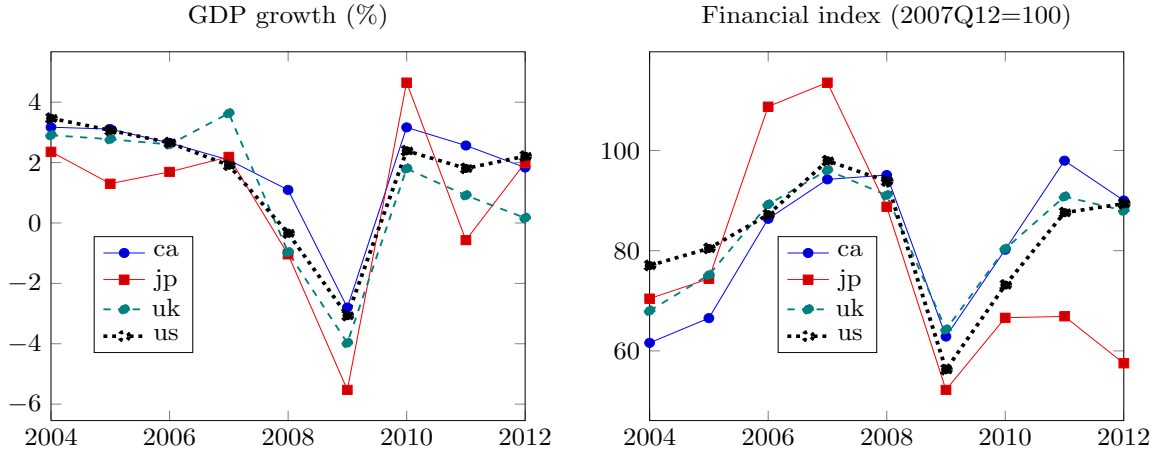 GDP growth (%)
4
2
0
−2
−4
−6
2004 2006 2008 2010 2012
ca
jp
uk
us
Financial index (2007Q12=100)
100
80
60
2004 2006 2008 2010 2012
ca
jp
uk
us